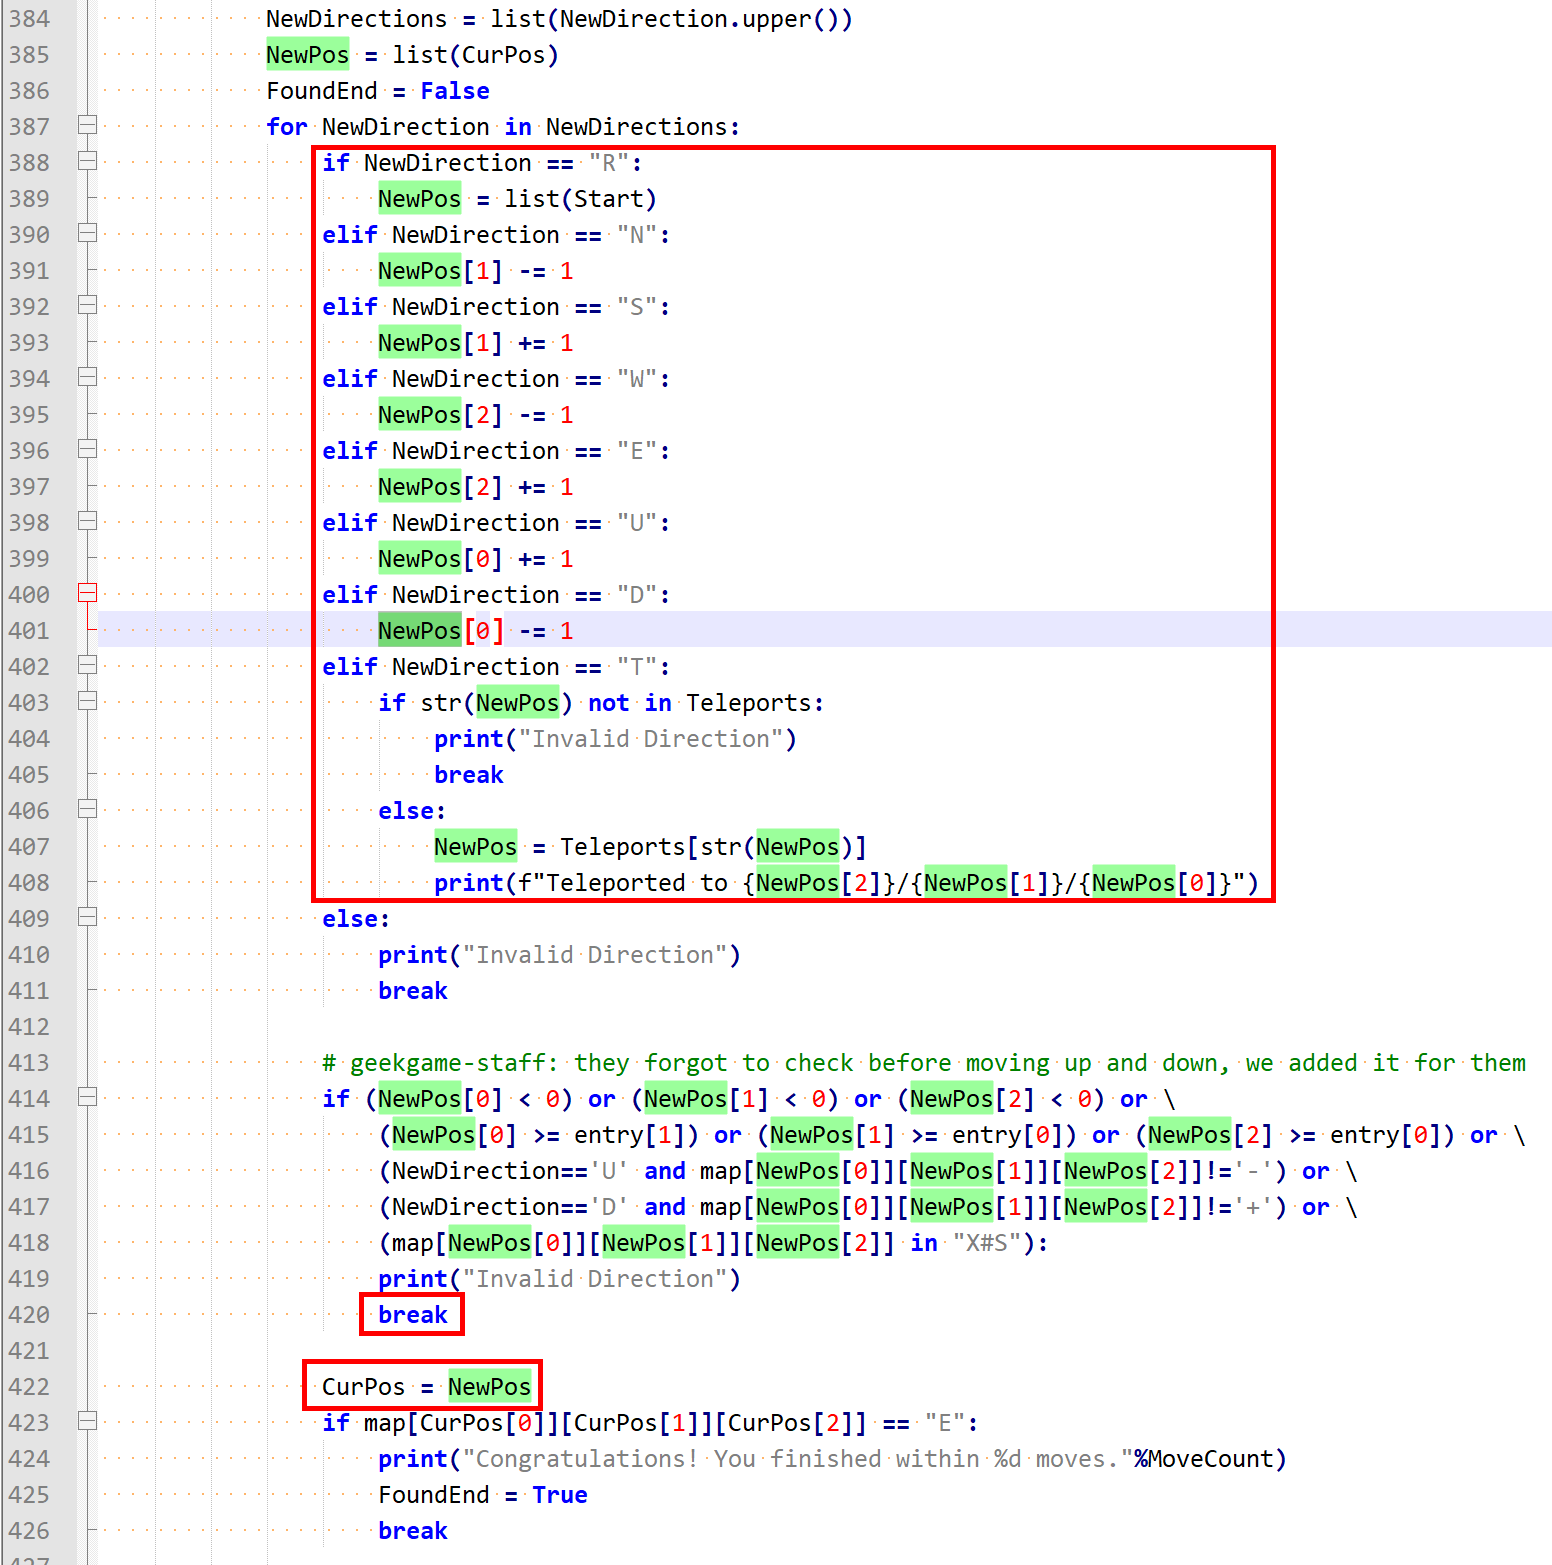 384 NewDirections = list(NewDirection.upper())
385 NewPos = list(CurPos)
386 FoundEnd = False
387 for NewDirection in NewDirections:
388 if NewDirection == "R":
389 NewPos = list(Start)
390 elif NewDirection == "N":
391 NewPos[1] -= 1
392 elif NewDirection == "S":
393 NewPos[1] += 1
394 elif NewDirection == "W":
395 NewPos[2] -= 1
396 elif NewDirection == "E":
397 NewPos[2] += 1
398 elif NewDirection == "U":
399 NewPos[0] += 1
400 elif NewDirection == "D":
401 NewPos[0] -= 1
402 elif NewDirection == "T":
403 if str(NewPos) not in Teleports:
404 print("Invalid Direction")
405 break
406 else:
407 NewPos = Teleports[str(NewPos)]
408 print(f"Teleported to {NewPos[2]}/{NewPos[1]}/{NewPos[0]}")
409 else:
410 print("Invalid Direction")
411 break
412
413 # geekgame-staff: they forgot to check before moving up and down, we added it for them
414 if (NewPos[0] < 0) or (NewPos[1] < 0) or (NewPos[2] < 0) or \
415 (NewPos[0] >= entry[1]) or (NewPos[1] >= entry[0]) or (NewPos[2] >= entry[0]) or \
416 (NewDirection=='U' and map[NewPos[0]][NewPos[1]][NewPos[2]]!='-') or \
417 (NewDirection=='D' and map[NewPos[0]][NewPos[1]][NewPos[2]]!='+') or \
418 (map[NewPos[0]][NewPos[1]][NewPos[2]] in "X#S"):
419 print("Invalid Direction")
420 break
421
422 CurPos = NewPos
423 if map[CurPos[0]][CurPos[1]][CurPos[2]] == "E":
424 print("Congratulations! You finished within %d moves."%MoveCount)
425 FoundEnd = True
426 break
427